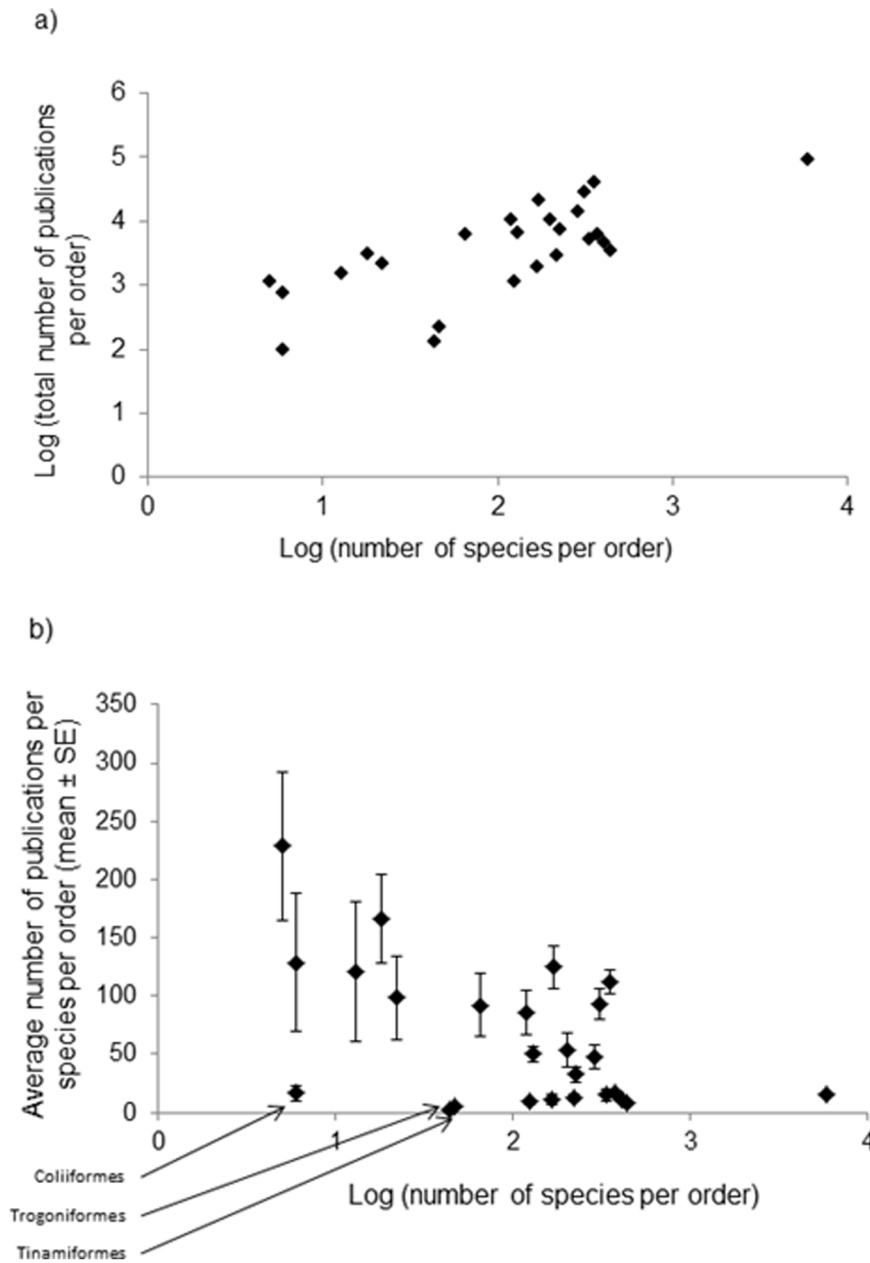 a)
Log (total number of publications
per order)
6
5
4
3
2
1
0
0 1 2 3 4
Log (number of species per order)
b)
Average number of publications per
species per order (mean ± SE)
350
300
250
200
150
100
50
0
0 1 2 3 4
Coliiformes
Trogoniformes
Tinamiformes
Log (number of species per order)